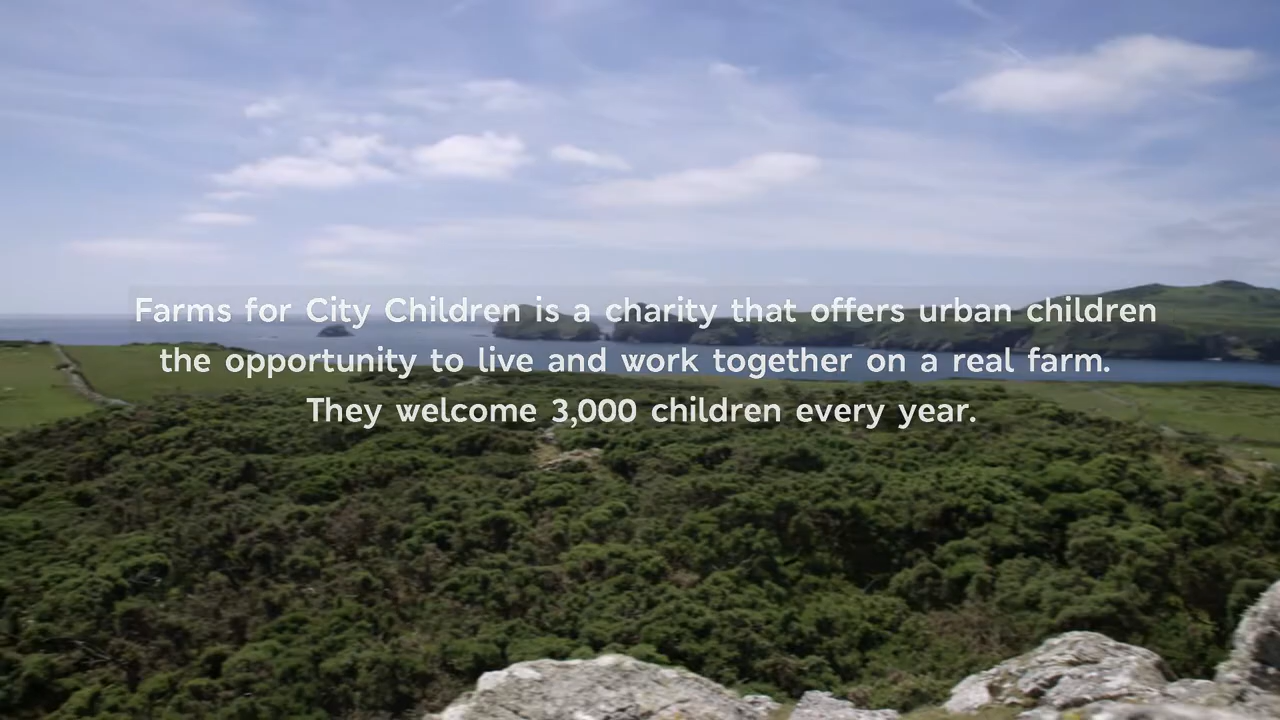 Farms for City Children is a charity that offers urban children
the opportunity to live and work together on a real farm.
They welcome 3,000 children every year.